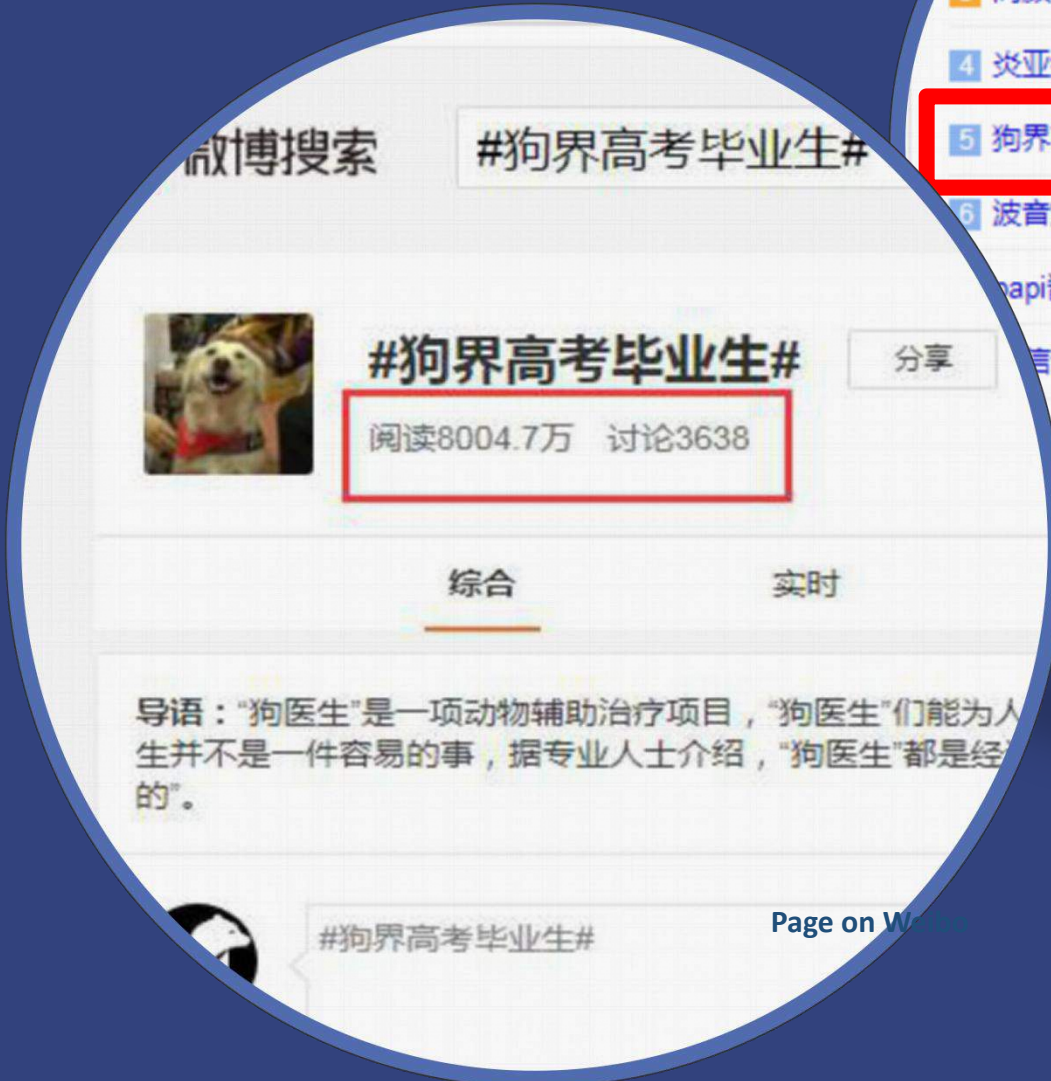 微博搜索
#狗界高考毕业生#
4 炎亚
5 狗界
6 波音
papi
#狗界高考毕业生#
分享
阅读8004.7万 讨论3638
综合
实时
导语：“狗医生”是一项动物辅助治疗项目，“狗医生”们能为人
生并不是一件容易的事，据专业人士介绍，“狗医生”都是经
的”。
#狗界高考毕业生#
Page on Weibo